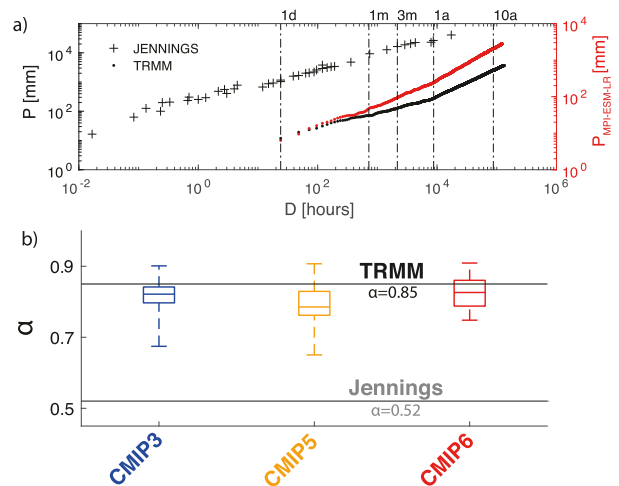 a)
1d 1m 3m 1a 10a
JENNINGS
TRMM
P [mm]
10^4
10^2
10^0
10^4
10^2
10^0
P_MPI-ESM-LR [mm]
10^-2 10^0 10^2 10^4 10^6
D [hours]
b)
α
0.9
0.7
0.5
TRMM
α=0.85
Jennings
α=0.52
CMIP3 CMIP5 CMIP6